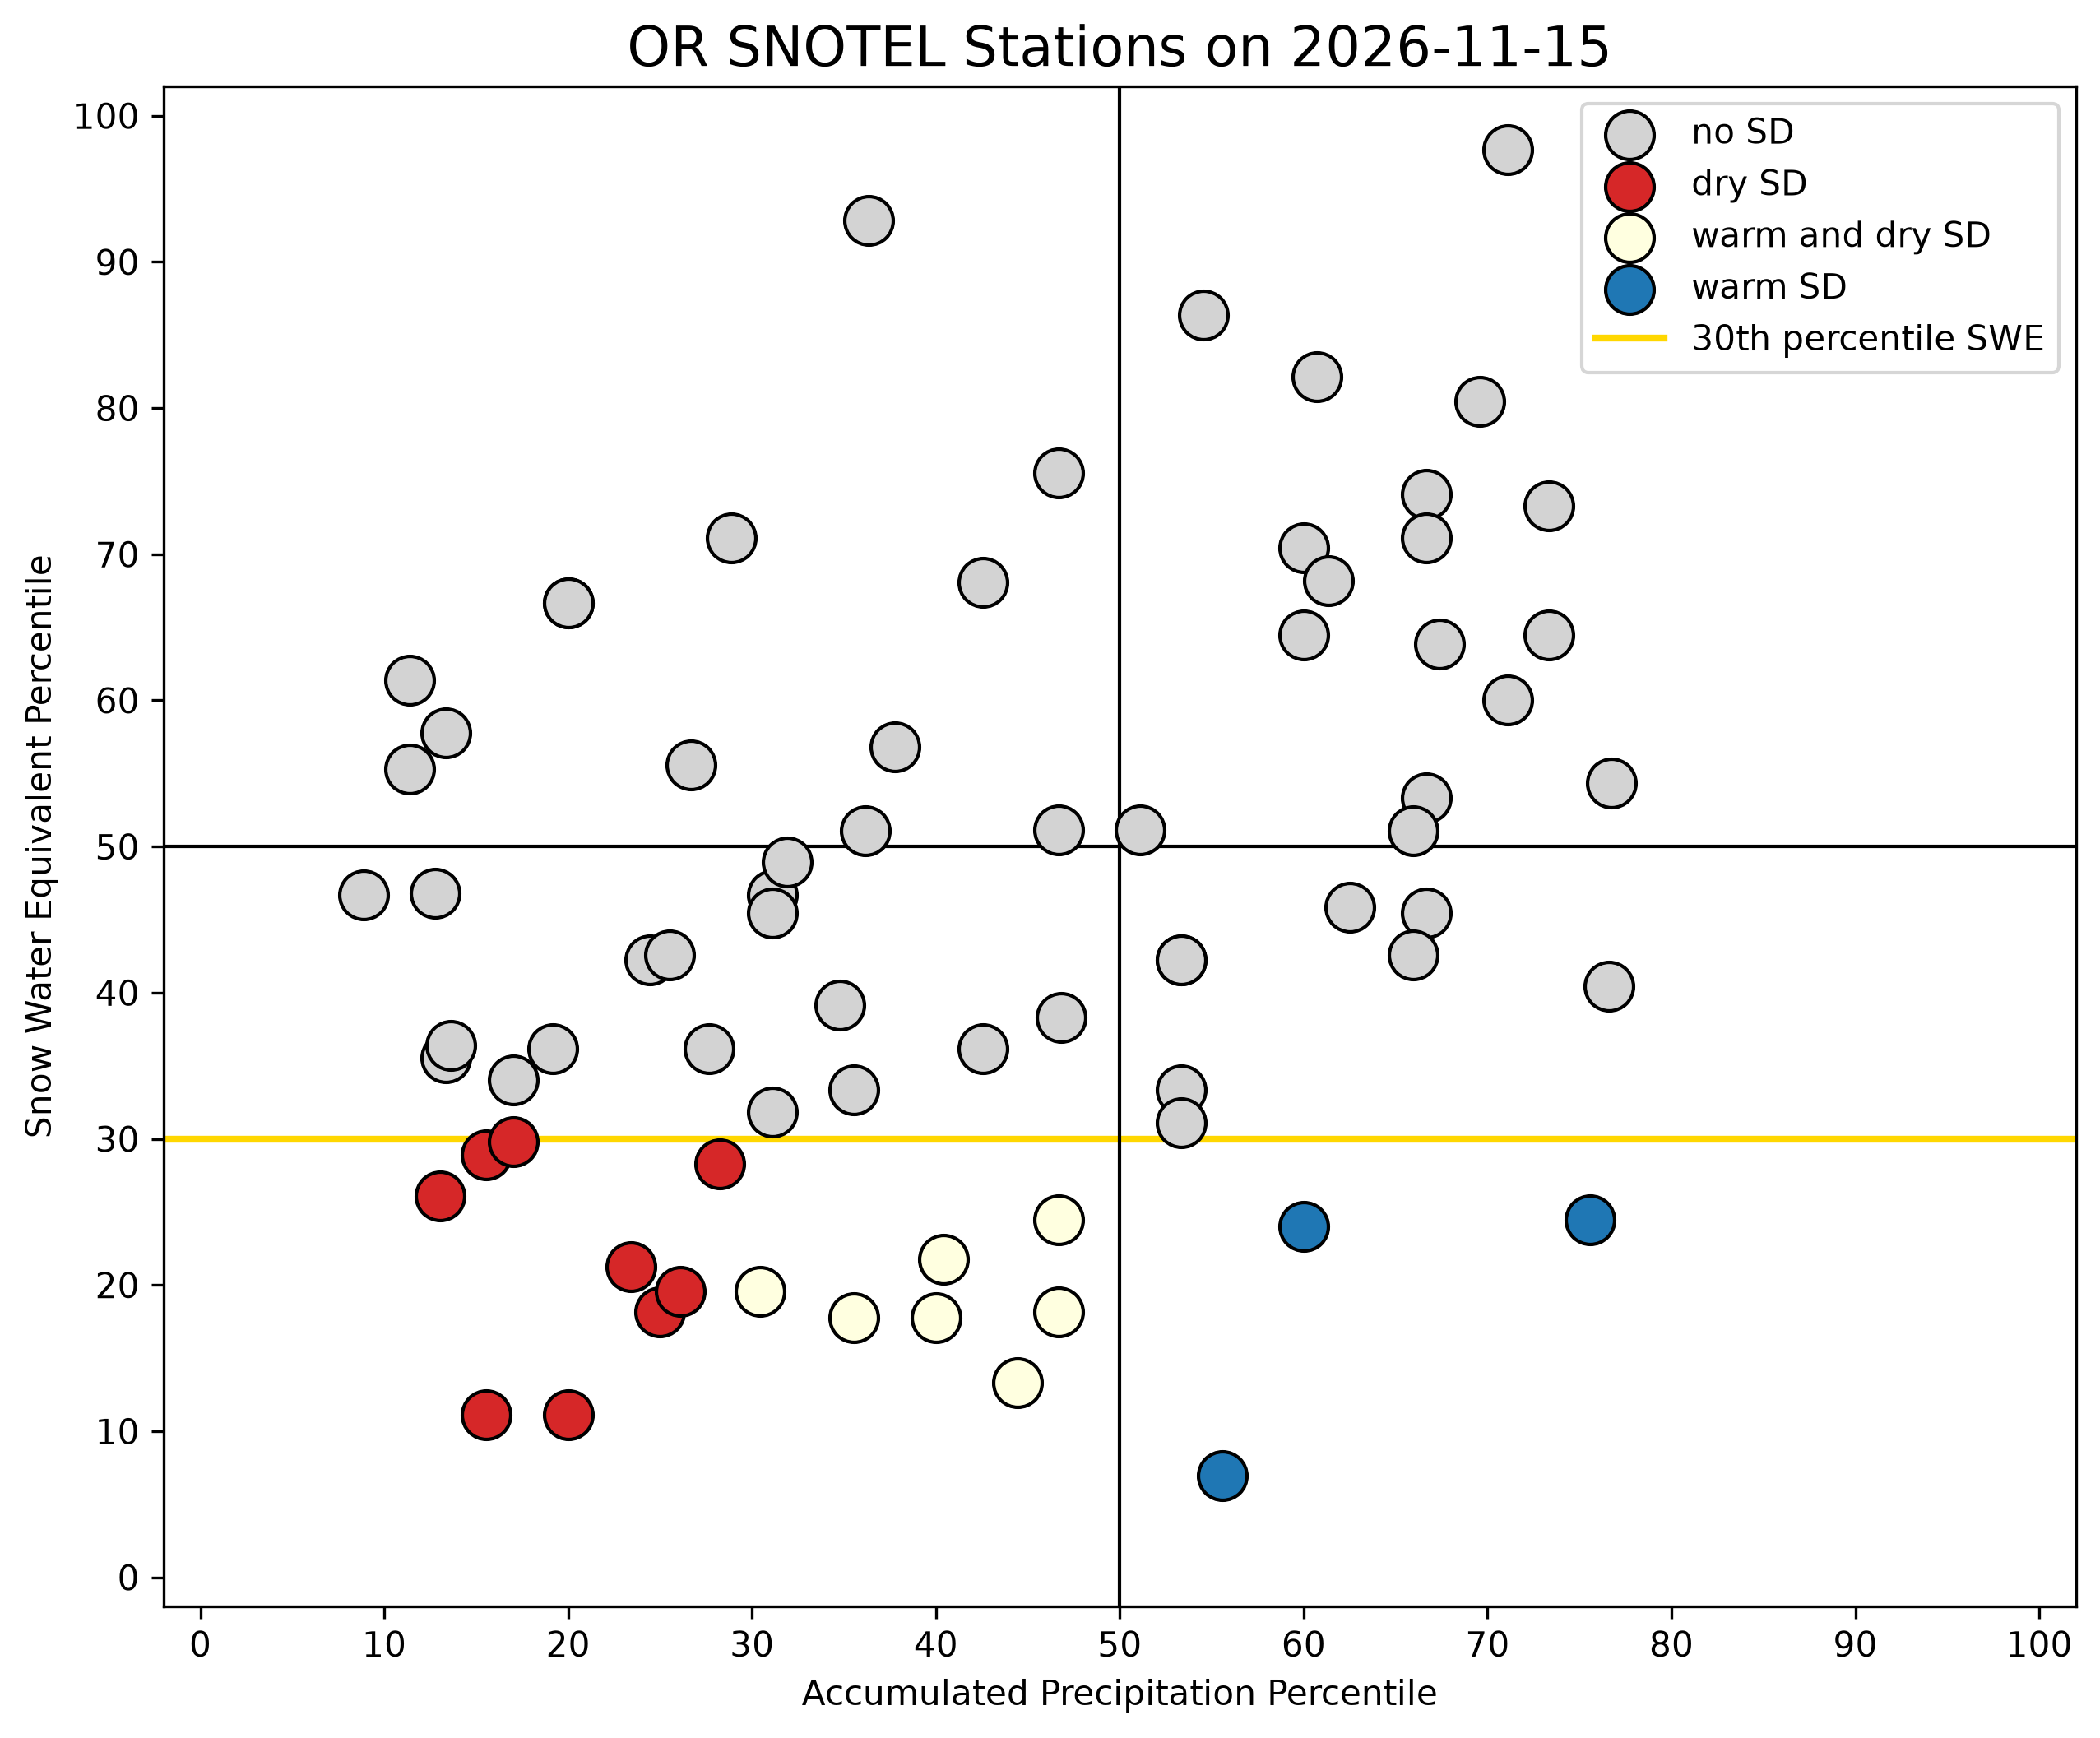 OR SNOTEL Stations on 2026-11-15
no SD
dry SD
warm and dry SD
warm SD
30th percentile SWE
Snow Water Equivalent Percentile
100
90
80
70
60
50
40
30
20
10
0
0 10 20 30 40 50 60 70 80 90 100
Accumulated Precipitation Percentile